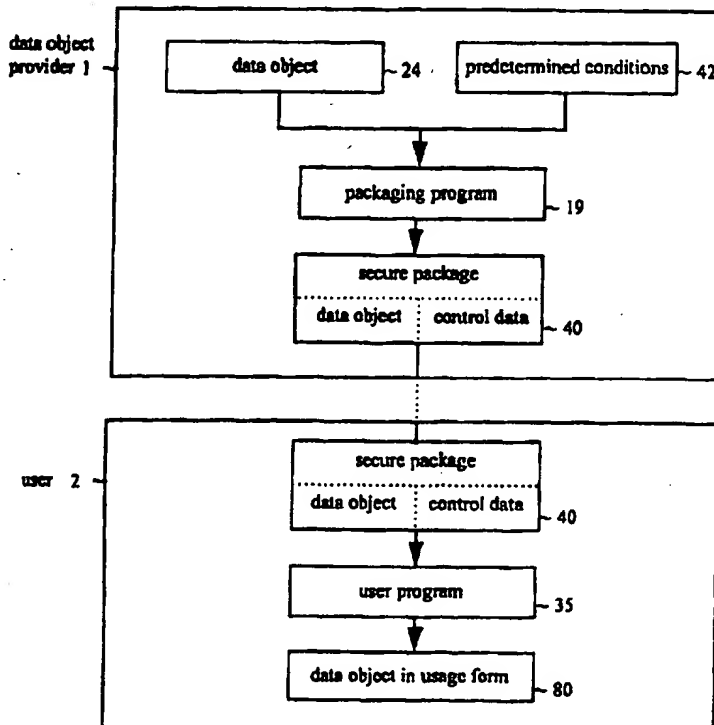 data object
provider 1
data object
24
predetermined conditions
42
packaging program
19
secure package
data object
control data
40
user 2
secure package
data object
control data
40
user program
35
data object in usage form
80